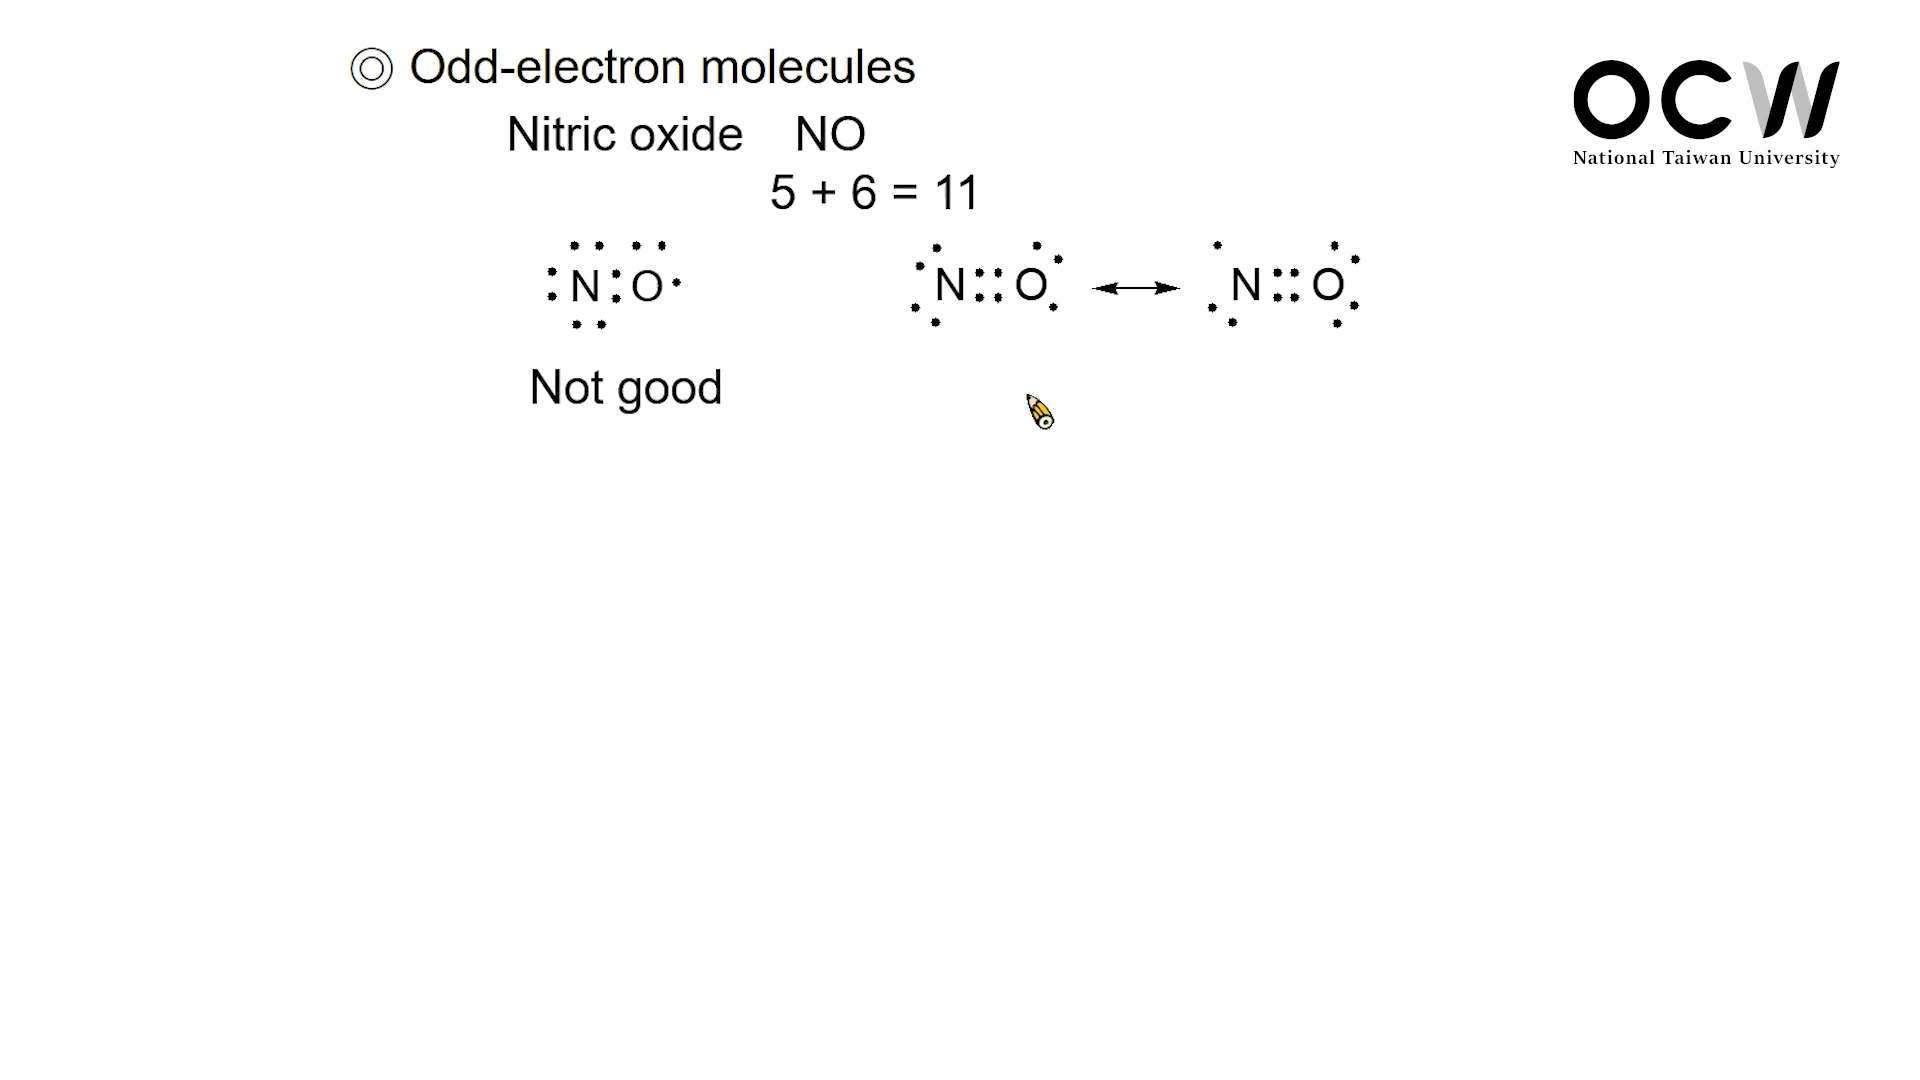 ◎ Odd-electron molecules
OCW
National Taiwan University
Nitric oxide NO
5 + 6 = 11
N : O · N :: O ⟷ N :: O
Not good